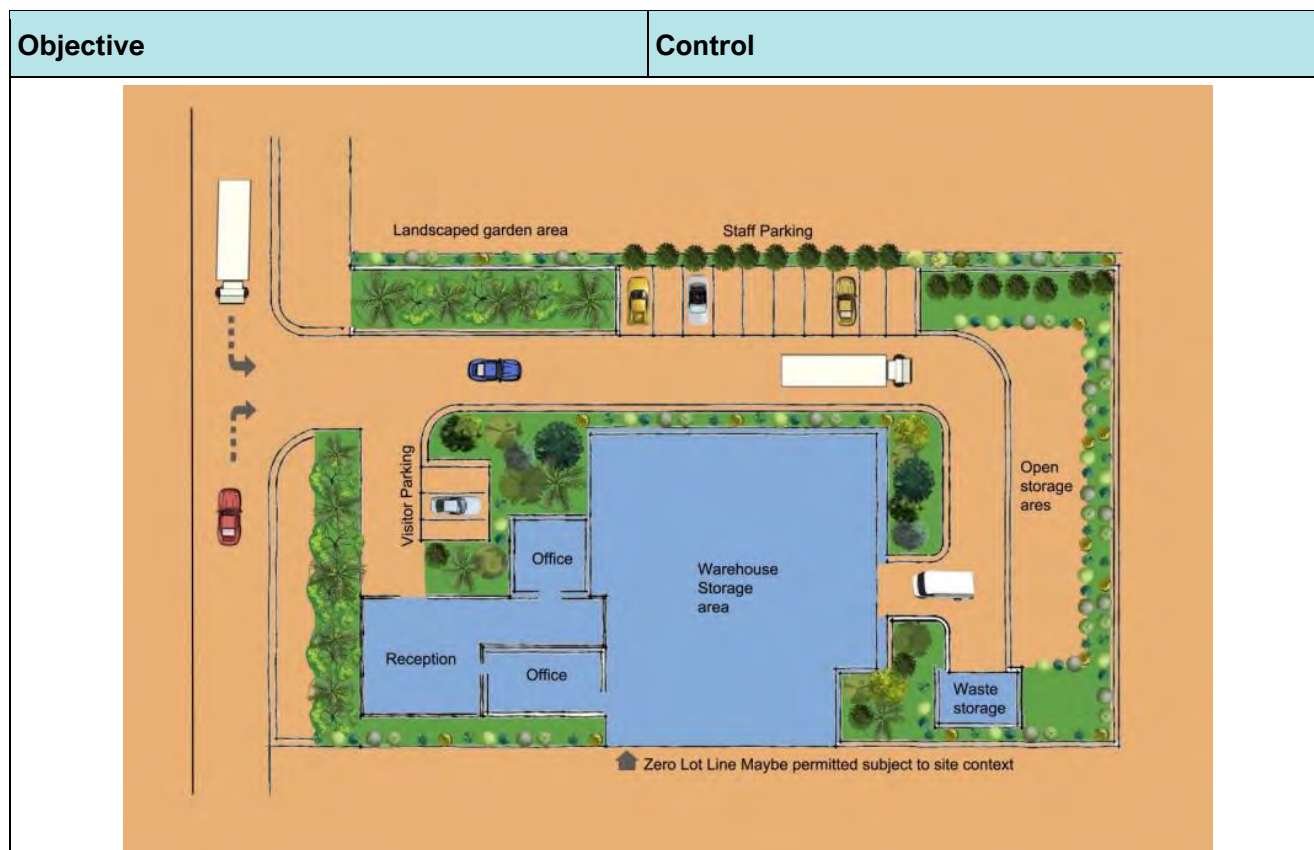 Objective
Control
Landscaped garden area
Staff Parking
Visitor Parking
Open
storage
ares
Office
Warehouse
Storage
area
Reception
Office
Waste
storage
Zero Lot Line Maybe permitted subject to site context